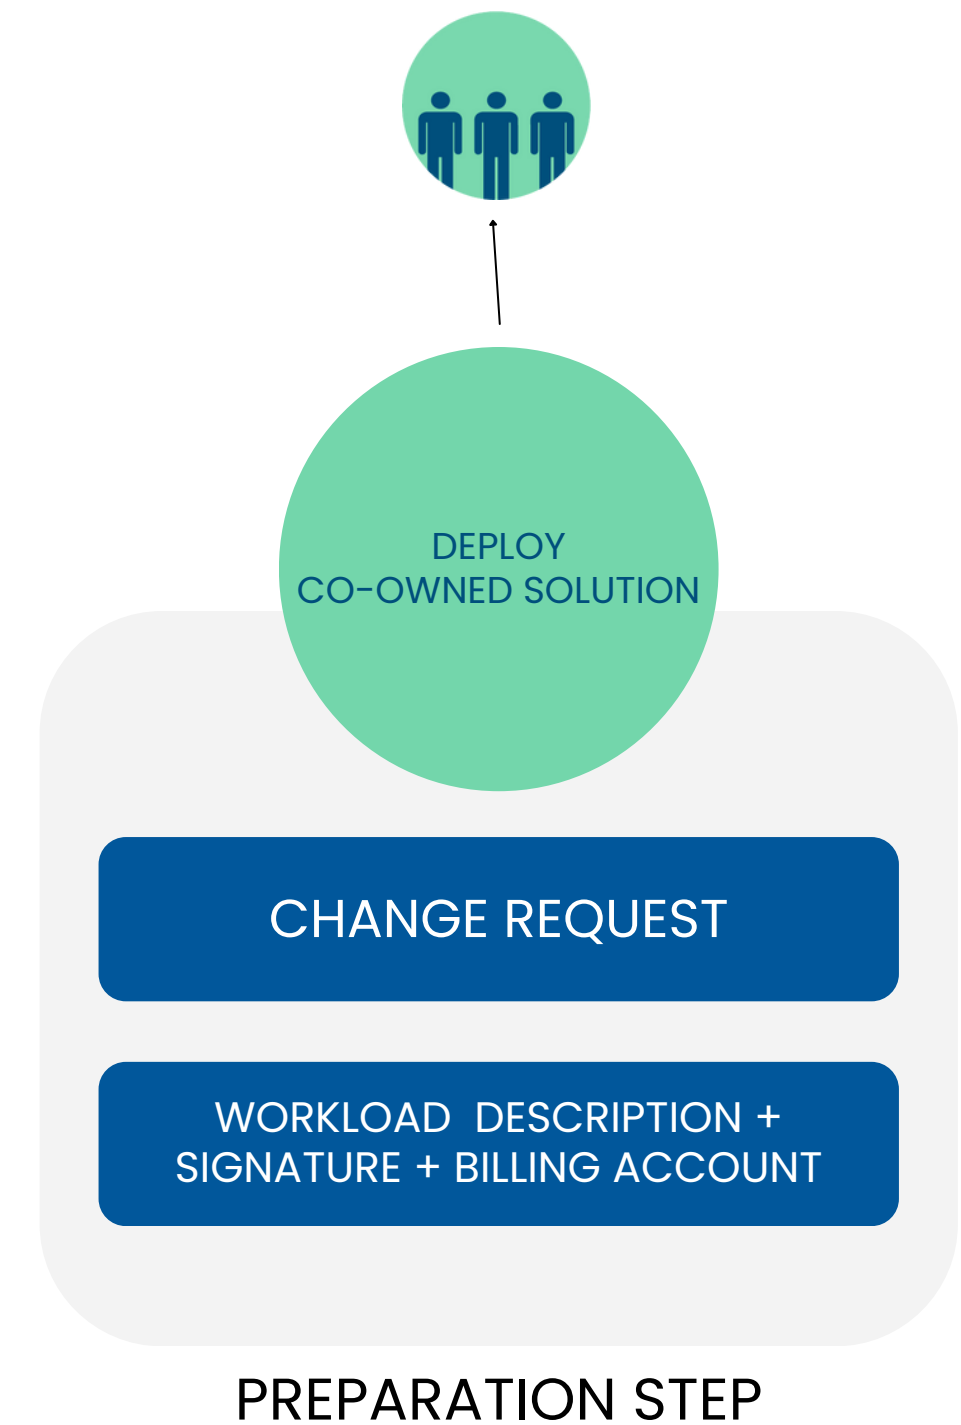 DEPLOY
CO-OWNED SOLUTION
CHANGE REQUEST
WORKLOAD DESCRIPTION +
SIGNATURE + BILLING ACCOUNT
PREPARATION STEP